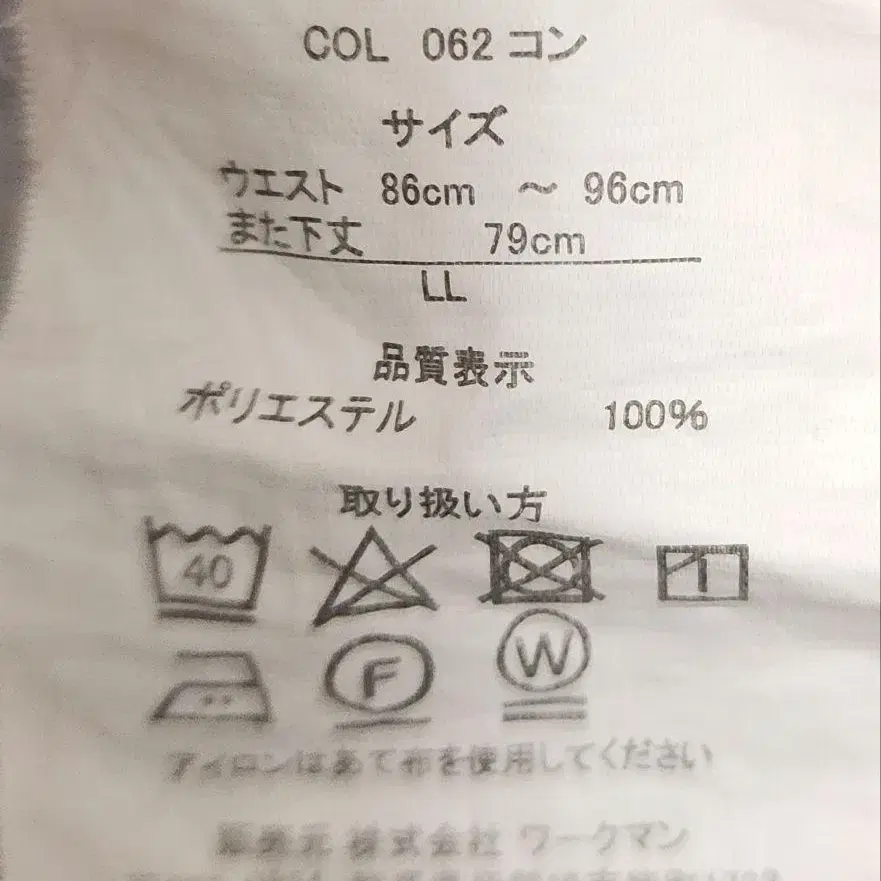 COL 062 コン
サイズ
ウエスト 86cm ～ 96cm
また下丈 79cm
LL
品質表示
ポリエステル 100%
取り扱い方
40
F
W
アイロンはあて布を使用してください
株式会社 ワークマン